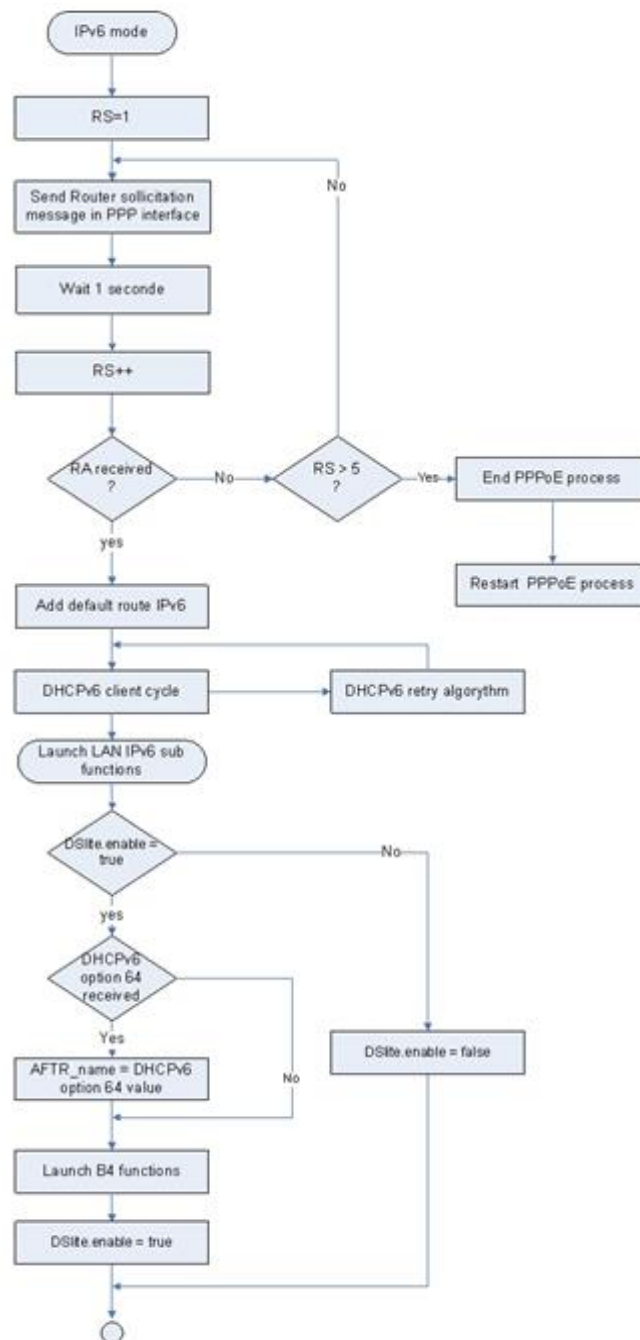 IPv6 mode
RS=1
No
Send Router sollicitation
message in PPP interface
Wait 1 seconde
RS++
RA received
?
No
RS > 5
?
Yes
End PPPoE process
yes
Restart PPPoE process
Add default route IPv6
DHCPv6 client cycle
DHCPv6 retry algorythm
Launch LAN IPv6 sub
functions
DSlite.enable =
true
No
yes
DHCPv6
option 64
received
Yes
DSlite.enable = false
AFTR_name = DHCPv6
option 64 value
No
Launch B4 functions
DSlite.enable = true